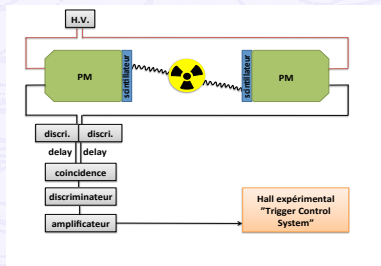 H.V.
PM
scintillateur
scintillateur
PM
discri.
discri.
delay
delay
coincidence
discriminateur
amplificateur
Hall expérimental
"Trigger Control
System"